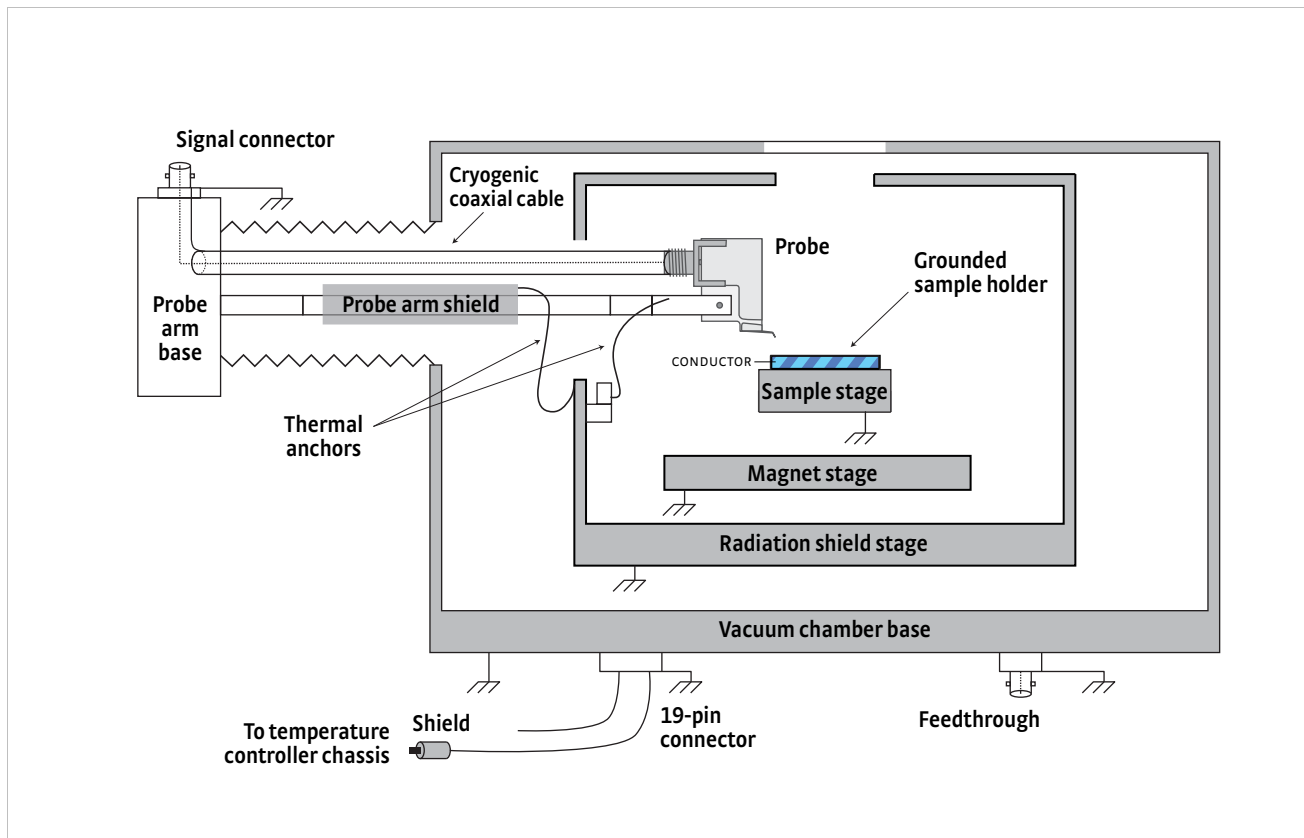 Signal connector
Cryogenic
coaxial cable
Probe
Grounded
sample holder
Probe
arm
base
Probe arm shield
CONDUCTOR
Sample stage
Thermal
anchors
Magnet stage
Radiation shield stage
Vacuum chamber base
To temperature
controller chassis
Shield
19-pin
connector
Feedthrough